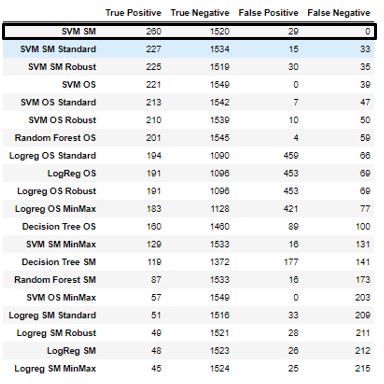 True Positive True Negative False Positive False Negative
SVM SM 260 1520 29 0
SVM SM Standard 227 1534 15 33
SVM SM Robust 225 1519 30 35
SVM OS 221 1549 0 39
SVM OS Standard 213 1542 7 47
SVM OS Robust 210 1539 10 50
Random Forest OS 201 1545 4 59
Logreg OS Standard 194 1090 459 66
LogReg OS 191 1096 453 69
Logreg OS Robust 191 1096 453 69
Logreg OS MinMax 183 1128 421 77
Decision Tree OS 160 1460 89 100
SVM SM MinMax 129 1533 16 131
Decision Tree SM 119 1372 177 141
Random Forest SM 87 1533 16 173
SVM OS MinMax 57 1549 0 203
Logreg SM Standard 51 1516 33 209
Logreg SM Robust 49 1521 28 211
LogReg SM 48 1523 26 212
Logreg SM MinMax 45 1524 25 215